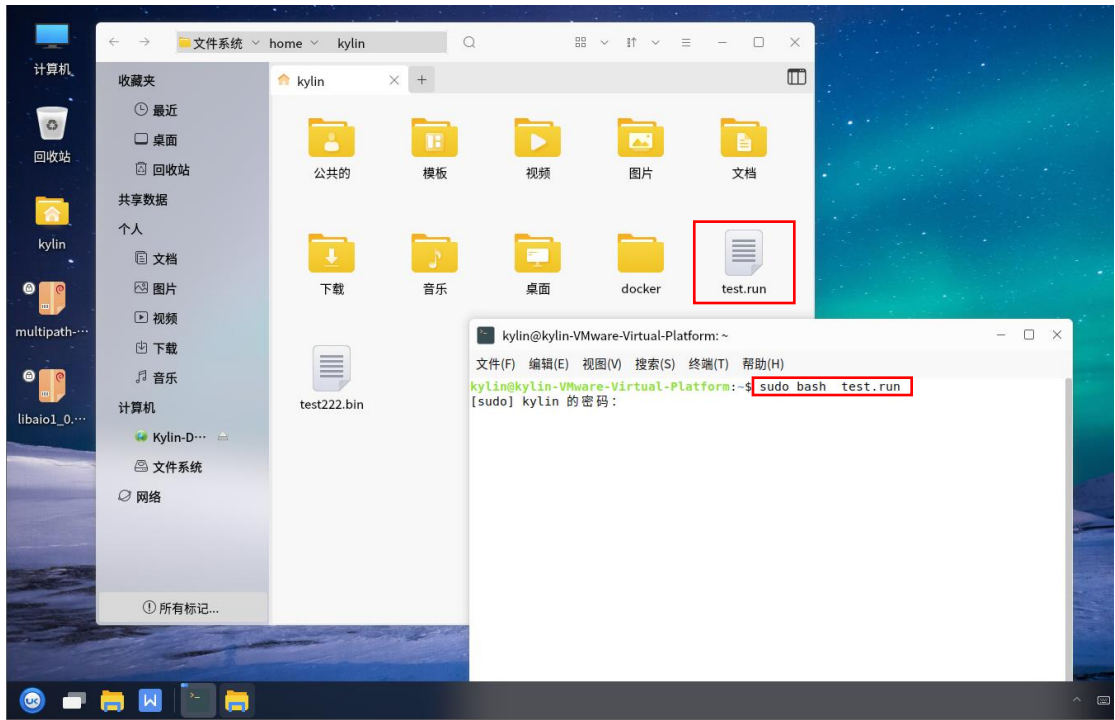 计算机
回收站
kylin
multipath-···
libaio1_0.···
文件系统 home kylin
kylin
收藏夹
最近
桌面
回收站
共享数据
个人
文档
图片
视频
下载
音乐
计算机
Kylin-D···
文件系统
网络
所有标记...
公共的 模板 视频 图片 文档
下载 音乐 桌面 docker test.run
test222.bin
kylin@kylin-VMware-Virtual-Platform: ~
文件(F) 编辑(E) 视图(V) 搜索(S) 终端(T) 帮助(H)
kylin@kylin-VMware-Virtual-Platform:~$ sudo bash  test.run
[sudo] kylin 的密码：